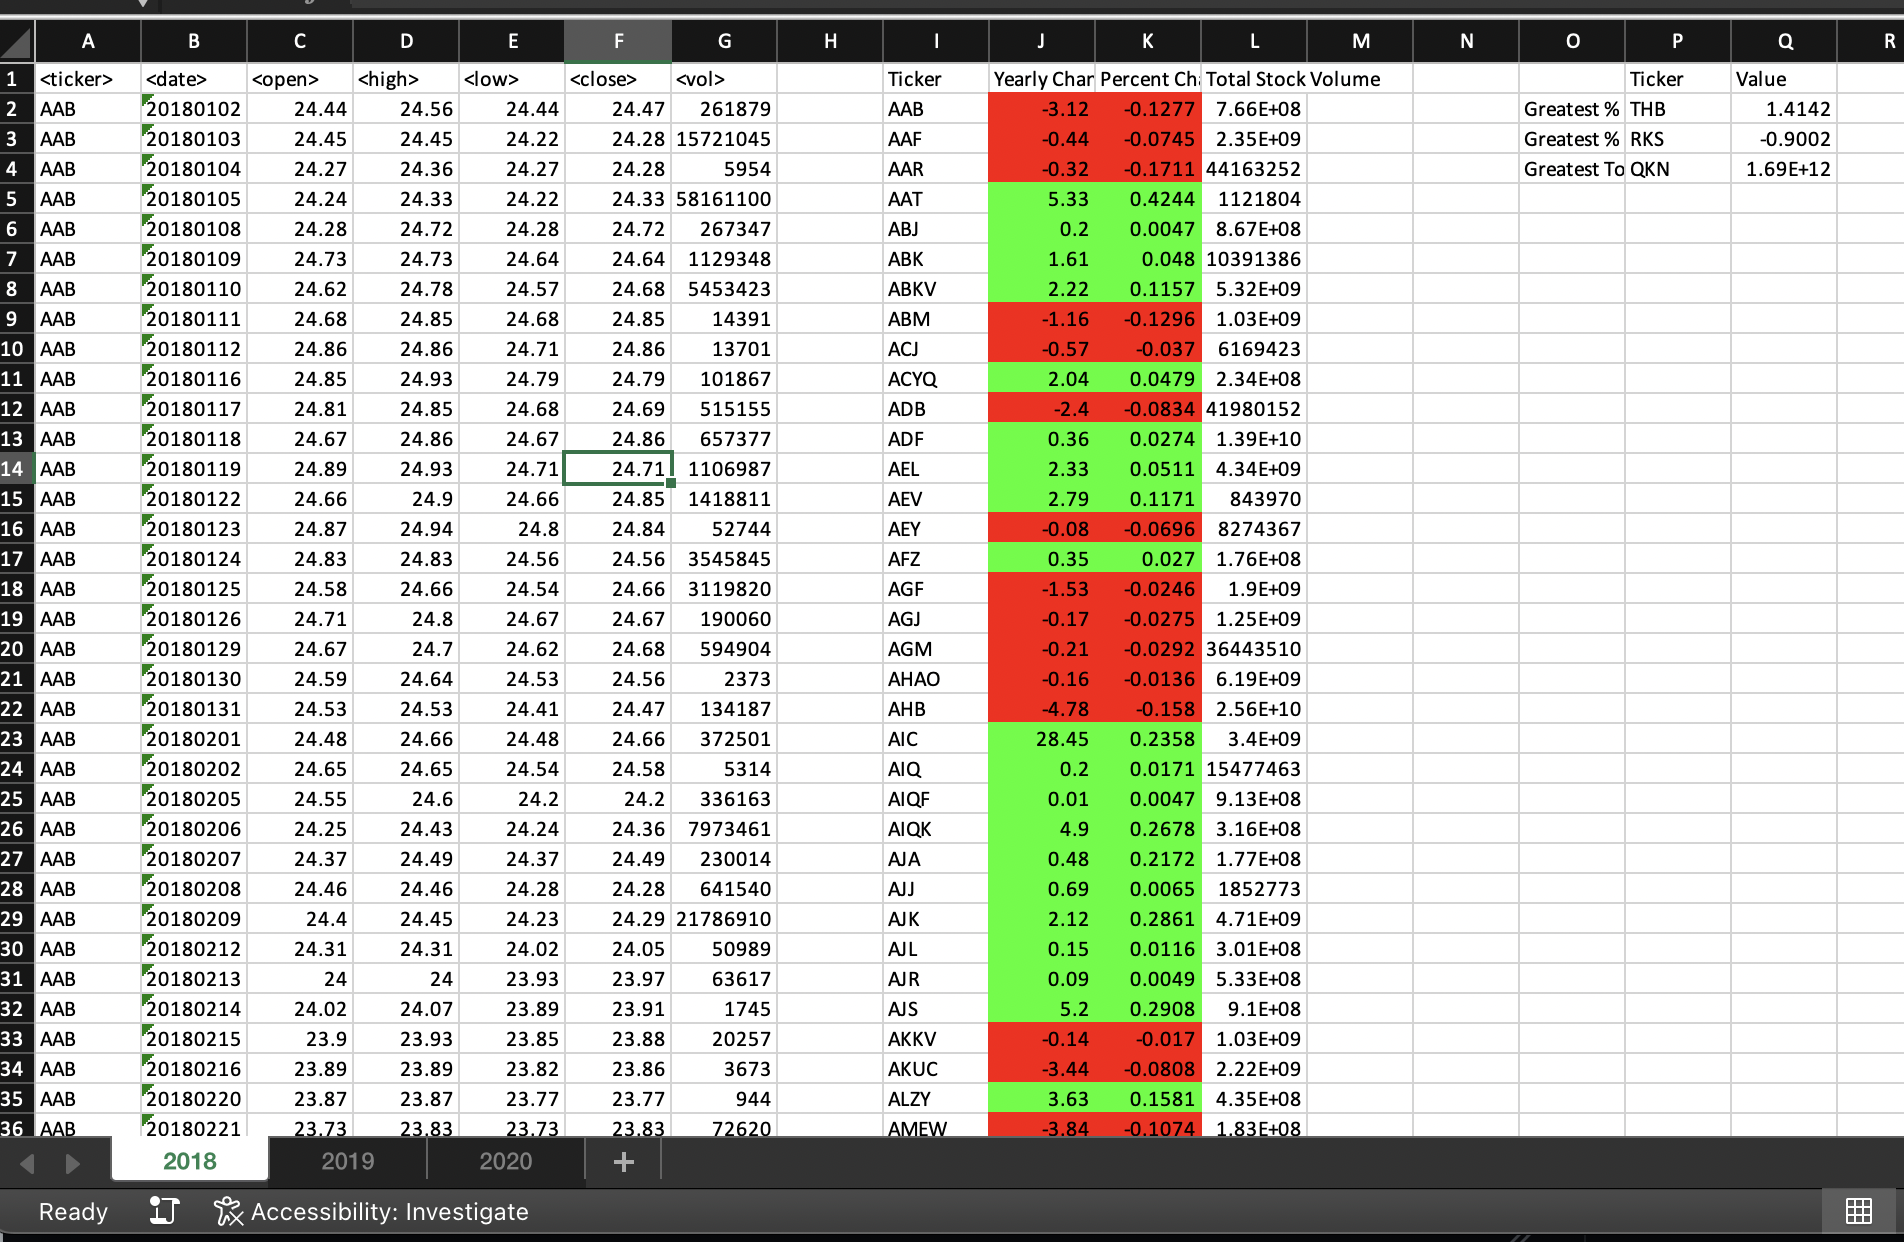 A B C D E F G H I J K L M N O P Q R
1 <ticker> <date> <open> <high> <low> <close> <vol> Ticker Yearly Chan Percent Ch Total Stock Volume Ticker Value
2 AAB 20180102 24.44 24.56 24.44 24.47 261879 AAB -3.12 -0.1277 7.66E+08 Greatest % THB 1.4142
3 AAB 20180103 24.45 24.45 24.22 24.28 15721045 AAF -0.44 -0.0745 2.35E+09 Greatest % RKS -0.9002
4 AAB 20180104 24.27 24.36 24.27 24.28 5954 AAR -0.32 -0.1711 44163252 Greatest To QKN 1.69E+12
5 AAB 20180105 24.24 24.33 24.22 24.33 58161100 AAT 5.33 0.4244 1121804
6 AAB 20180108 24.28 24.72 24.28 24.72 267347 ABJ 0.2 0.0047 8.67E+08
7 AAB 20180109 24.73 24.73 24.64 24.64 1129348 ABK 1.61 0.048 10391386
8 AAB 20180110 24.62 24.78 24.57 24.68 5453423 ABKV 2.22 0.1157 5.32E+09
9 AAB 20180111 24.68 24.85 24.68 24.85 14391 ABM -1.16 -0.1296 1.03E+09
10 AAB 20180112 24.86 24.86 24.71 24.86 13701 ACJ -0.57 -0.037 6169423
11 AAB 20180116 24.85 24.93 24.79 24.79 101867 ACYQ 2.04 0.0479 2.34E+08
12 AAB 20180117 24.81 24.85 24.68 24.69 515155 ADB -2.4 -0.0834 41980152
13 AAB 20180118 24.67 24.86 24.67 24.86 657377 ADF 0.36 0.0274 1.39E+10
14 AAB 20180119 24.89 24.93 24.71 24.71 1106987 AEL 2.33 0.0511 4.34E+09
15 AAB 20180122 24.66 24.9 24.66 24.85 1418811 AEV 2.79 0.1171 843970
16 AAB 20180123 24.87 24.94 24.8 24.84 52744 AEY -0.08 -0.0696 8274367
17 AAB 20180124 24.83 24.83 24.56 24.56 3545845 AFZ 0.35 0.027 1.76E+08
18 AAB 20180125 24.58 24.66 24.54 24.66 3119820 AGF -1.53 -0.0246 1.9E+09
19 AAB 20180126 24.71 24.8 24.67 24.67 190060 AGJ -0.17 -0.0275 1.25E+09
20 AAB 20180129 24.67 24.7 24.62 24.68 594904 AGM -0.21 -0.0292 36443510
21 AAB 20180130 24.59 24.64 24.53 24.56 2373 AHAO -0.16 -0.0136 6.19E+09
22 AAB 20180131 24.53 24.53 24.41 24.47 134187 AHB -4.78 -0.158 2.56E+10
23 AAB 20180201 24.48 24.66 24.48 24.66 372501 AIC 28.45 0.2358 3.4E+09
24 AAB 20180202 24.65 24.65 24.54 24.58 5314 AIQ 0.2 0.0171 15477463
25 AAB 20180205 24.55 24.6 24.2 24.2 336163 AIQF 0.01 0.0047 9.13E+08
26 AAB 20180206 24.25 24.43 24.24 24.36 7973461 AIQK 4.9 0.2678 3.16E+08
27 AAB 20180207 24.37 24.49 24.37 24.49 230014 AJA 0.48 0.2172 1.77E+08
28 AAB 20180208 24.46 24.46 24.28 24.28 641540 AJJ 0.69 0.0065 1852773
29 AAB 20180209 24.4 24.45 24.23 24.29 21786910 AJK 2.12 0.2861 4.71E+09
30 AAB 20180212 24.31 24.31 24.02 24.05 50989 AJL 0.15 0.0116 3.01E+08
31 AAB 20180213 24 24 23.93 23.97 63617 AJR 0.09 0.0049 5.33E+08
32 AAB 20180214 24.02 24.07 23.89 23.91 1745 AJS 5.2 0.2908 9.1E+08
33 AAB 20180215 23.9 23.93 23.85 23.88 20257 AKKV -0.14 -0.017 1.03E+09
34 AAB 20180216 23.89 23.89 23.82 23.86 3673 AKUC -3.44 -0.0808 2.22E+09
35 AAB 20180220 23.87 23.87 23.77 23.77 944 ALZY 3.63 0.1581 4.35E+08
36 AAB 20180221 23.73 23.83 23.73 23.83 72620 AMEW -3.84 -0.1074 1.83E+08
2018 2019 2020 +
Ready Accessibility: Investigate